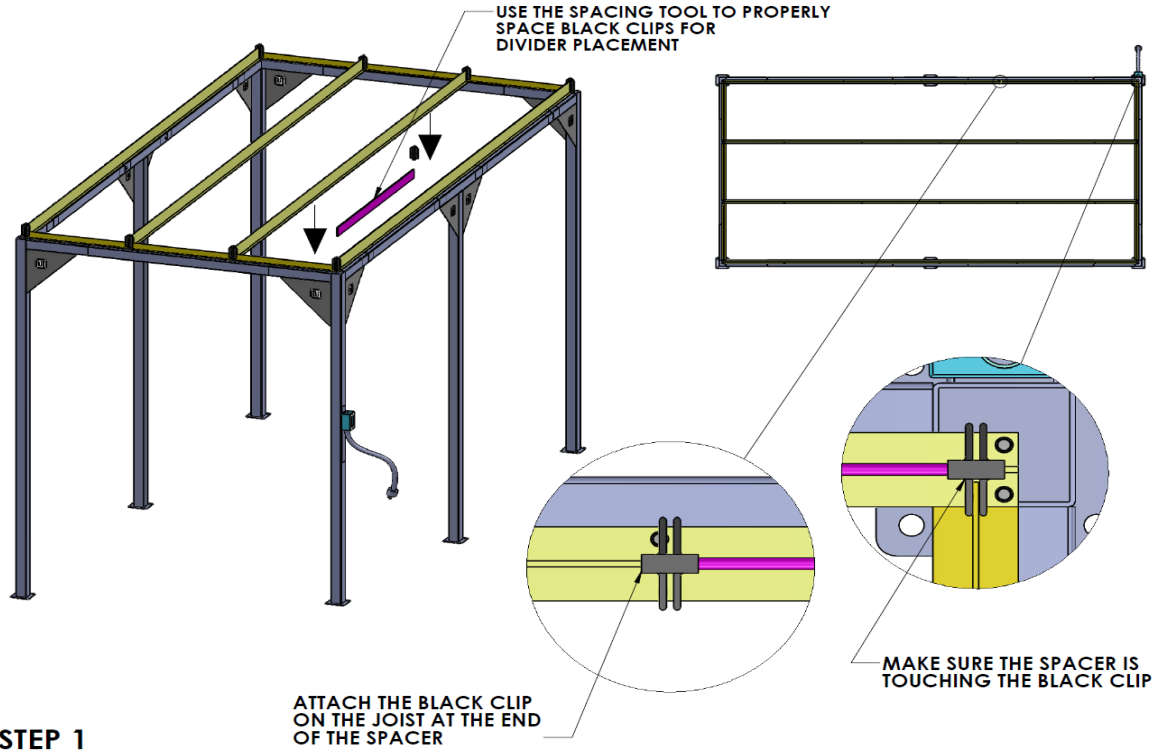 USE THE SPACING TOOL TO PROPERLY
SPACE BLACK CLIPS FOR
DIVIDER PLACEMENT
MAKE SURE THE SPACER IS
TOUCHING THE BLACK CLIP
ATTACH THE BLACK CLIP
ON THE JOIST AT THE END
OF THE SPACER
STEP 1